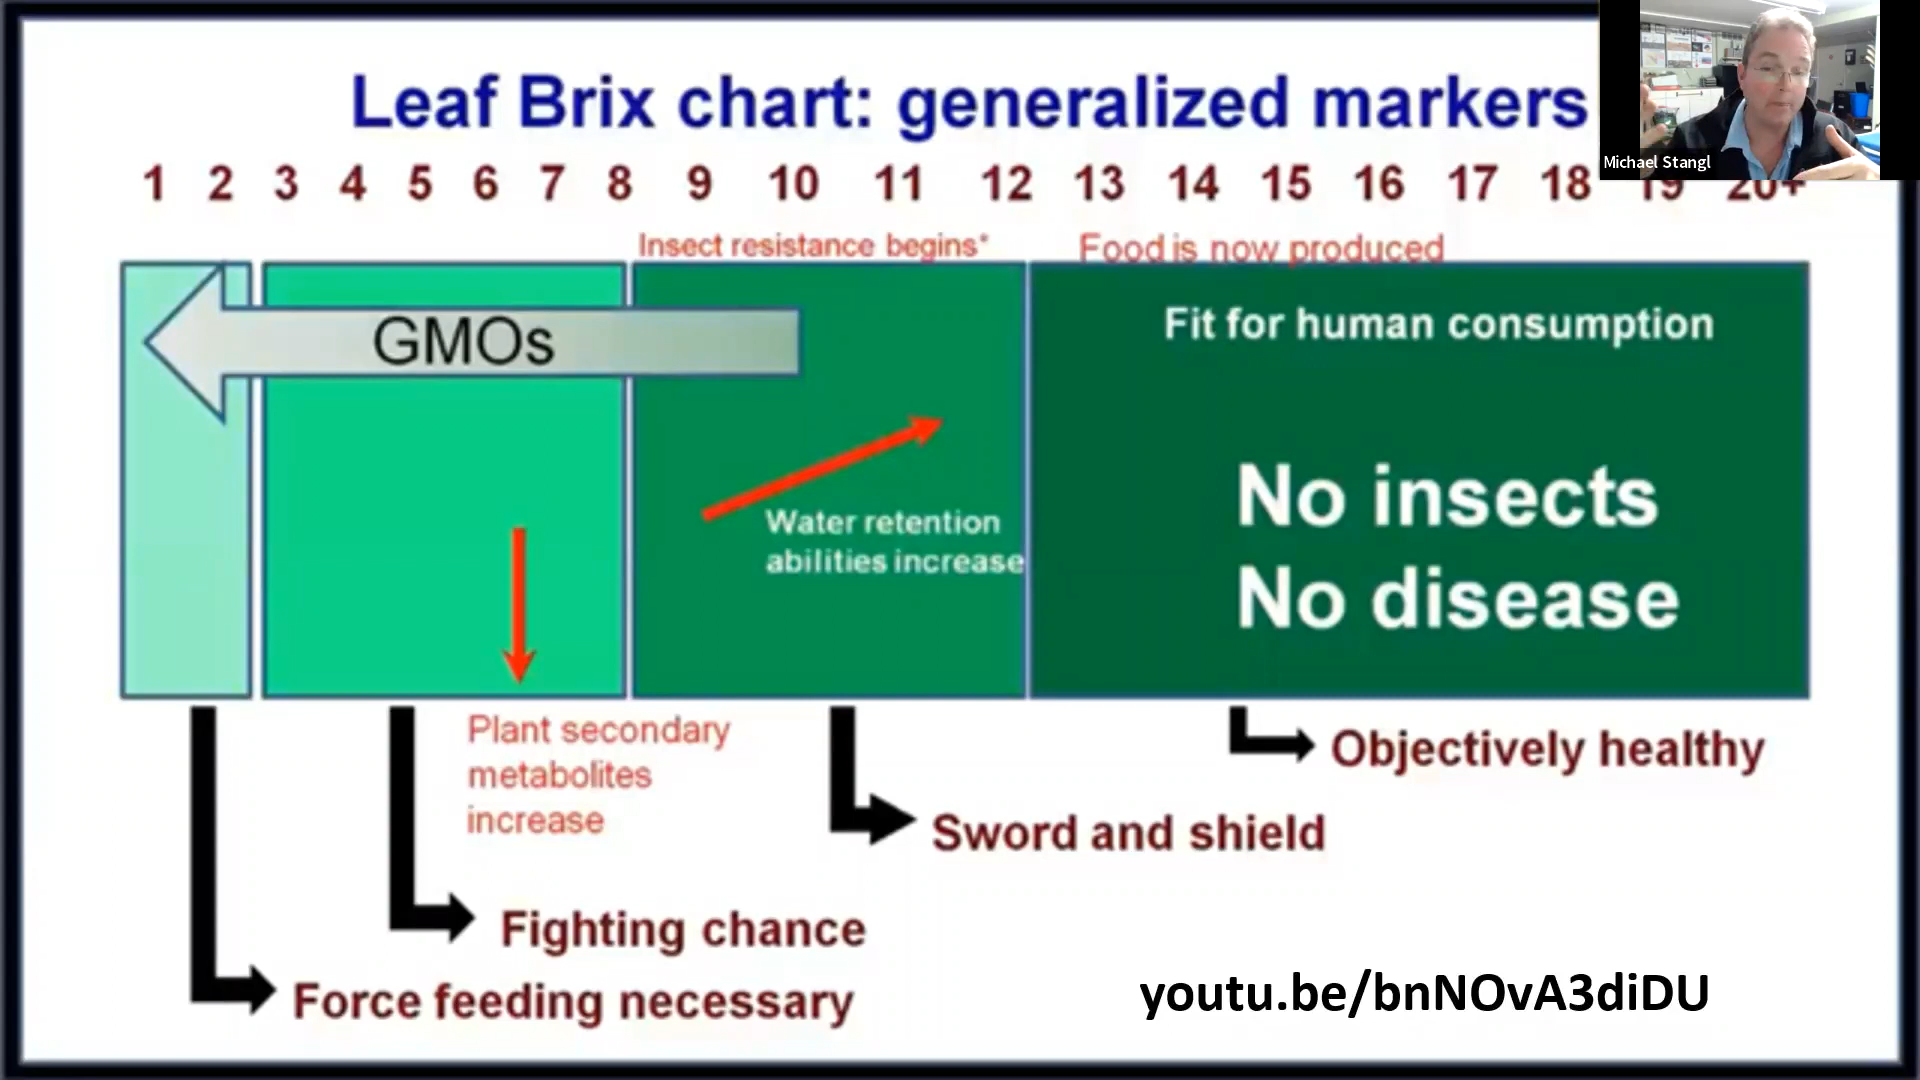 Leaf Brix chart: generalized markers
Michael Stangl
1 2 3 4 5 6 7 8 9 10 11 12 13 14 15 16 17 18 19 20+
Insect resistance begins*
Food is now produced
GMOs
Fit for human consumption
Water retention
abilities increase
No insects
No disease
Plant secondary
metabolites
increase
Objectively healthy
Sword and shield
Fighting chance
Force feeding necessary
youtu.be/bnNOvA3diDU